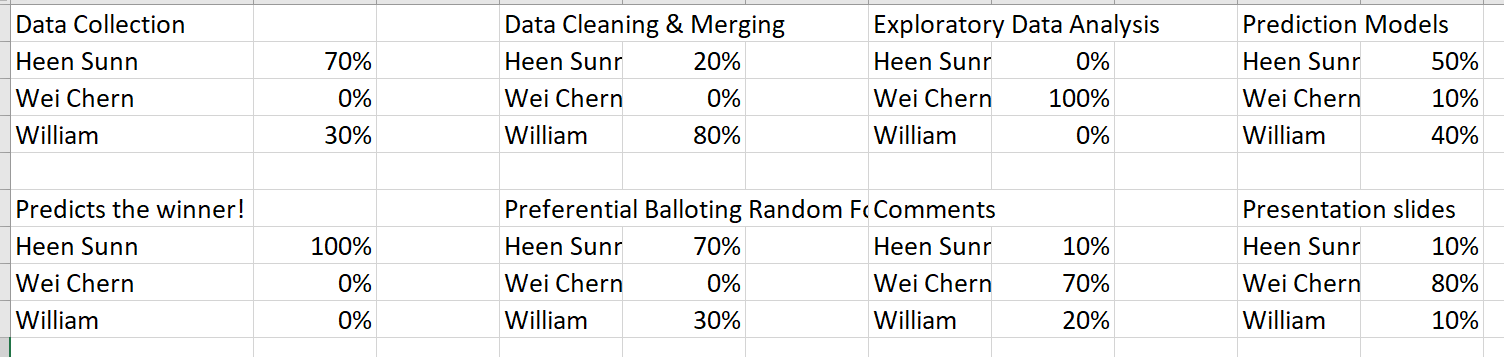 Data Collection Data Cleaning & Merging Exploratory Data Analysis Prediction Models
Heen Sunn 70% Heen Sunr 20% Heen Sunr 0% Heen Sunr 50%
Wei Chern 0% Wei Chern 0% Wei Chern 100% Wei Chern 10%
William 30% William 80% William 0% William 40%
Predicts the winner! Preferential Balloting Random Fo Comments Presentation slides
Heen Sunn 100% Heen Sunr 70% Heen Sunr 10% Heen Sunr 10%
Wei Chern 0% Wei Chern 0% Wei Chern 70% Wei Chern 80%
William 0% William 30% William 20% William 10%